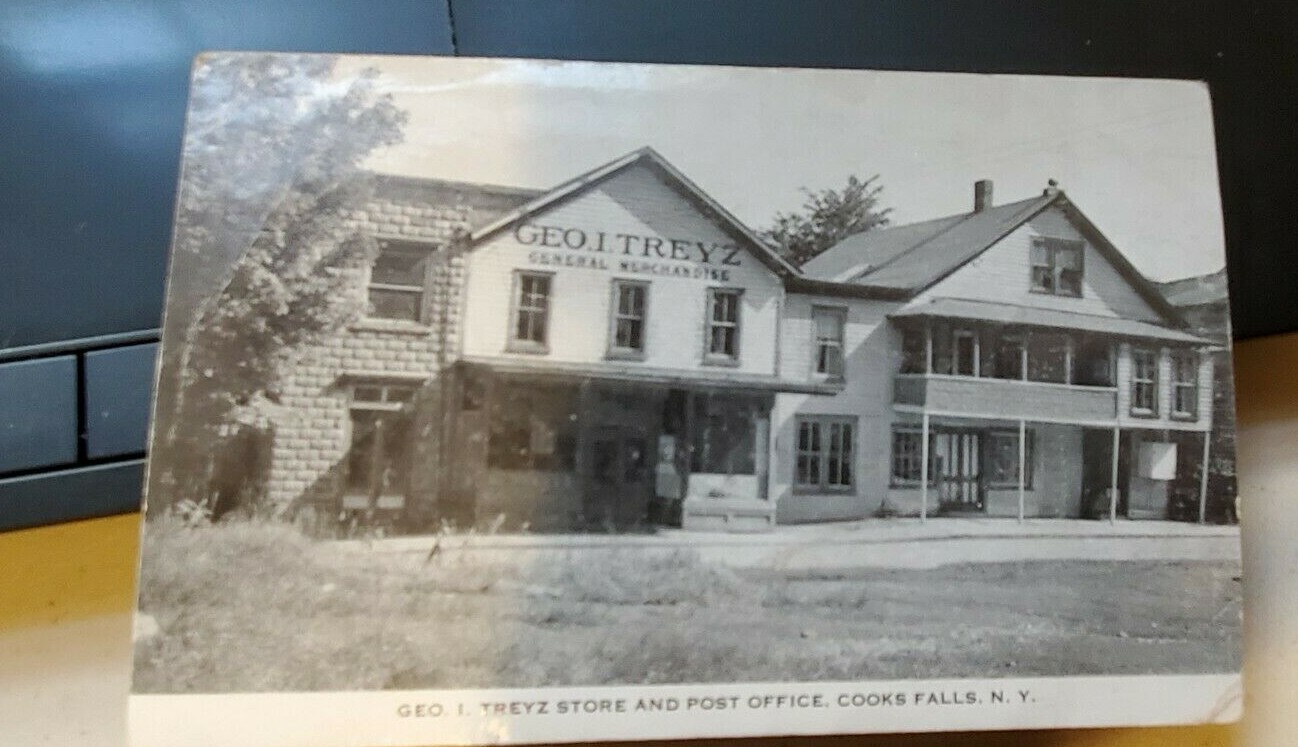 GEO. I. TREYZ
GENERAL MERCHANDISE
GEO. I. TREYZ STORE AND POST OFFICE, COOKS FALLS, N. Y.